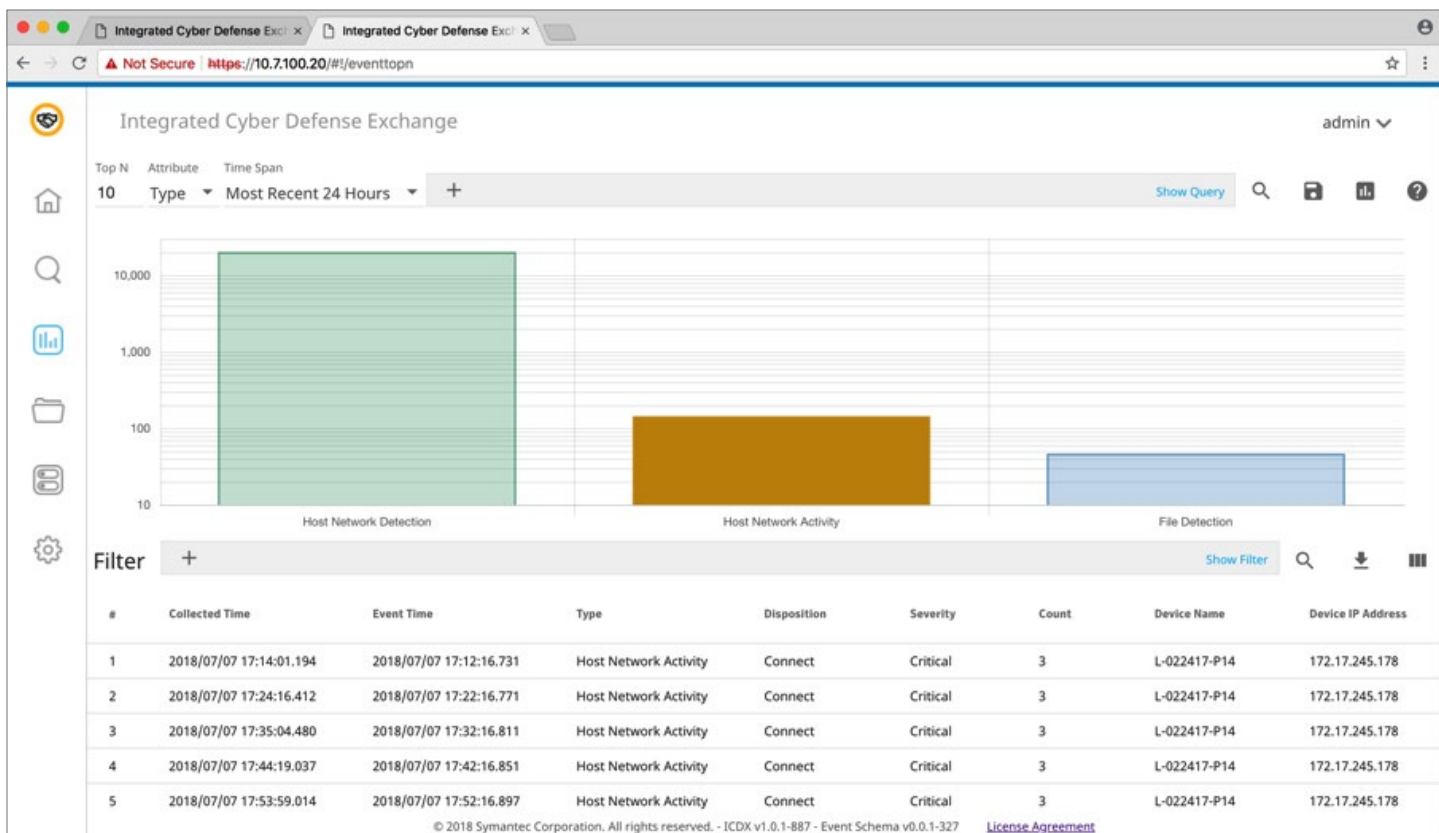 Integrated Cyber Defense Exch
Integrated Cyber Defense Exch
Not Secure https://10.7.100.20/#!/eventtopn
Integrated Cyber Defense Exchange
admin
Top N Attribute Time Span
10 Type Most Recent 24 Hours + Show Query
10,000
1,000
100
10
Host Network Detection Host Network Activity File Detection
Filter + Show Filter
# Collected Time Event Time Type Disposition Severity Count Device Name Device IP Address
1 2018/07/07 17:14:01.194 2018/07/07 17:12:16.731 Host Network Activity Connect Critical 3 L-022417-P14 172.17.245.178
2 2018/07/07 17:24:16.412 2018/07/07 17:22:16.771 Host Network Activity Connect Critical 3 L-022417-P14 172.17.245.178
3 2018/07/07 17:35:04.480 2018/07/07 17:32:16.811 Host Network Activity Connect Critical 3 L-022417-P14 172.17.245.178
4 2018/07/07 17:44:19.037 2018/07/07 17:42:16.851 Host Network Activity Connect Critical 3 L-022417-P14 172.17.245.178
5 2018/07/07 17:53:59.014 2018/07/07 17:52:16.897 Host Network Activity Connect Critical 3 L-022417-P14 172.17.245.178
© 2018 Symantec Corporation. All rights reserved. - ICDX v1.0.1-887 - Event Schema v0.0.1-327 License Agreement